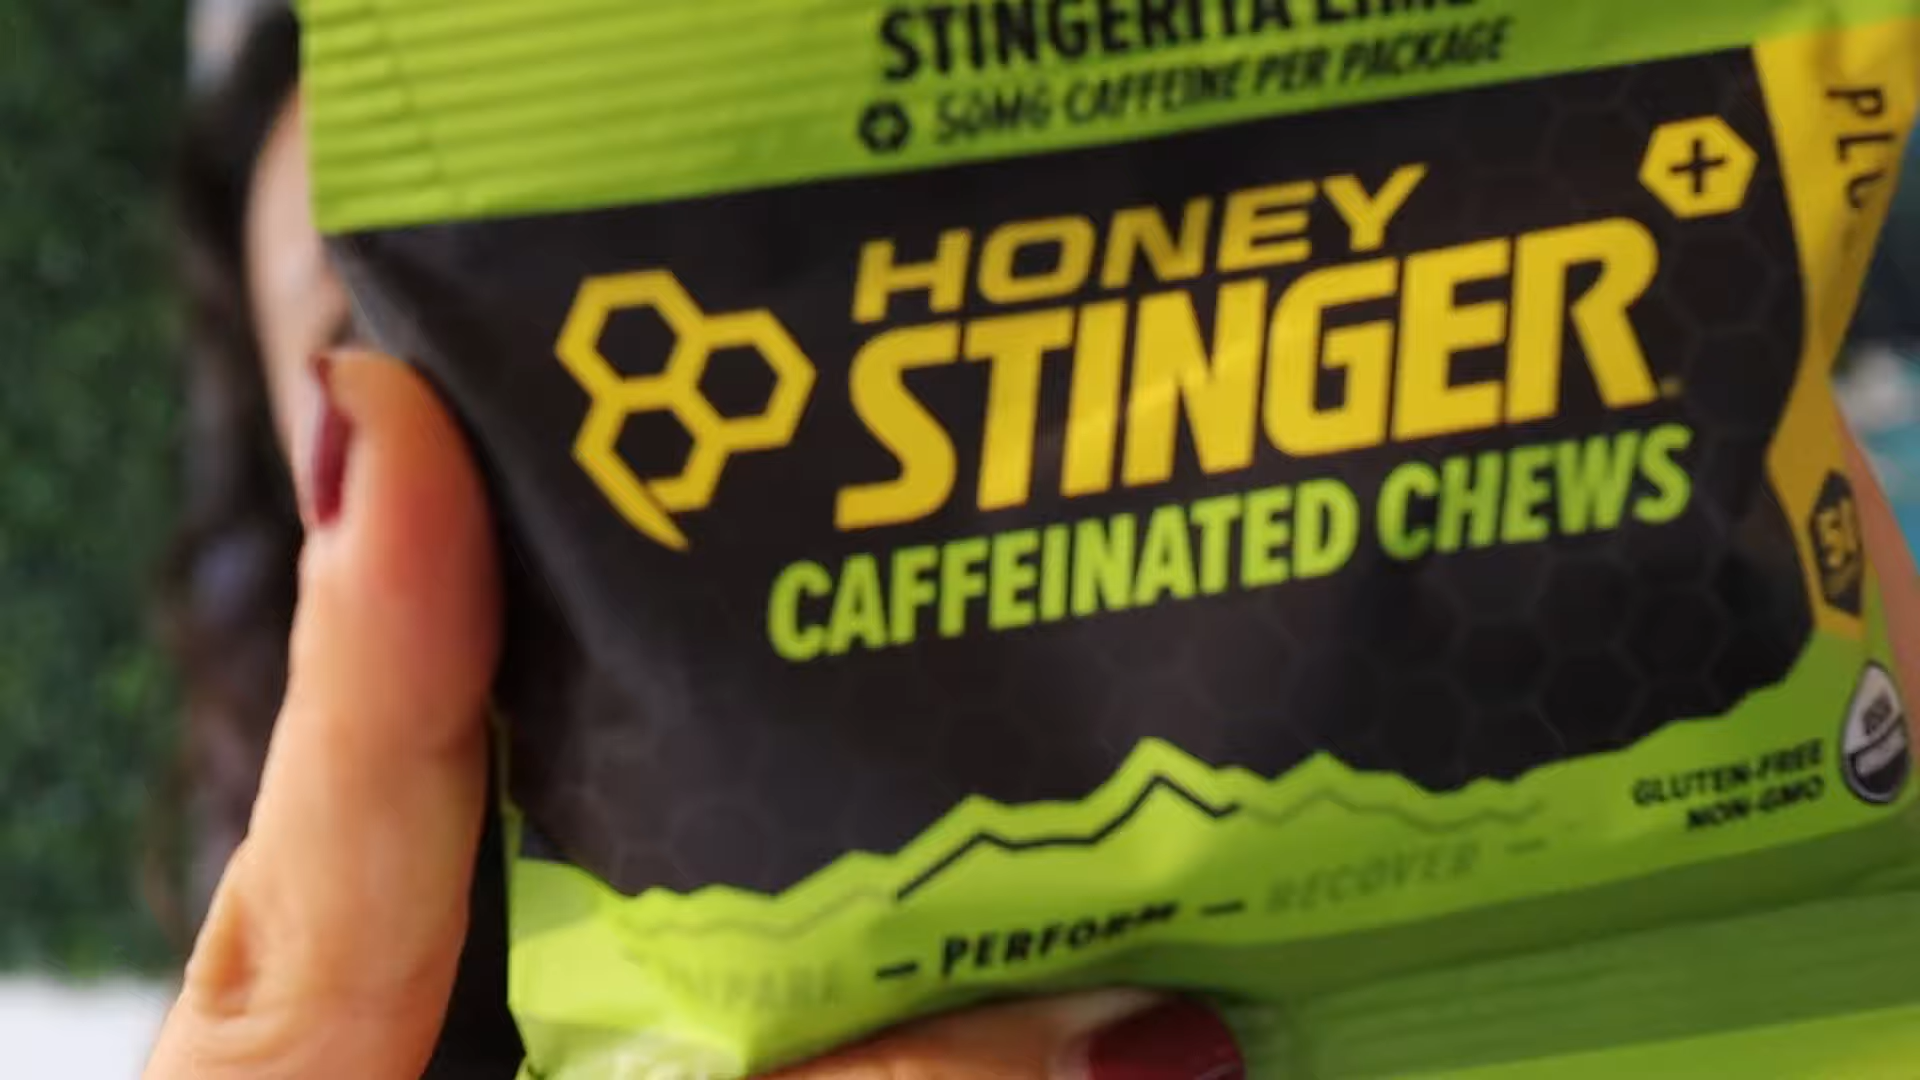 STINGERITA LIME
50MG CAFFEINE PER PACKAGE
HONEY
STINGER
CAFFEINATED CHEWS
GLUTEN-FREE
NON-GMO
— PERFORM — RECOVER —